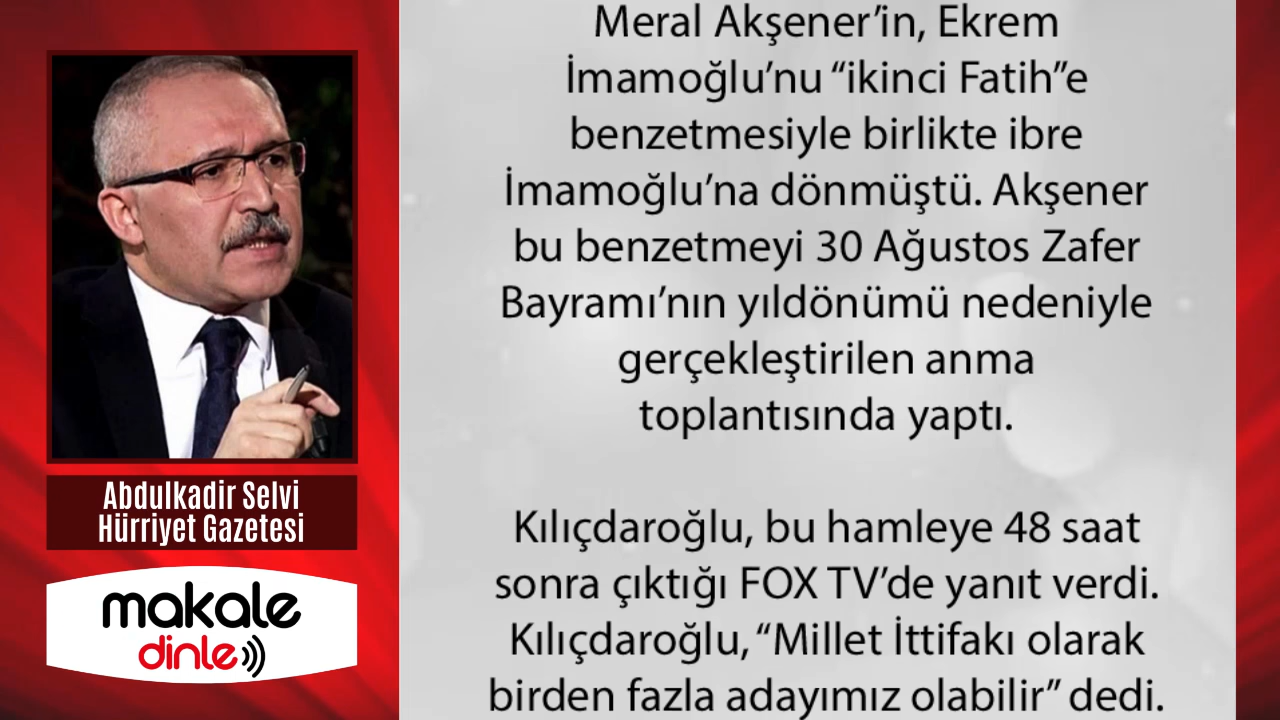 Meral Akşener’in, Ekrem
İmamoğlu’nu “ikinci Fatih”e
benzetmesiyle birlikte ibre
İmamoğlu’na dönmüştü. Akşener
bu benzetmeyi 30 Ağustos Zafer
Bayramı’nın yıldönümü nedeniyle
gerçekleştirilen anma
toplantısında yaptı.
Kılıçdaroğlu, bu hamleye 48 saat
sonra çıktığı FOX TV’de yanıt verdi.
Kılıçdaroğlu, “Millet İttifakı olarak
birden fazla adayımız olabilir” dedi.
Abdulkadir Selvi
Hürriyet Gazetesi
makale
dinle